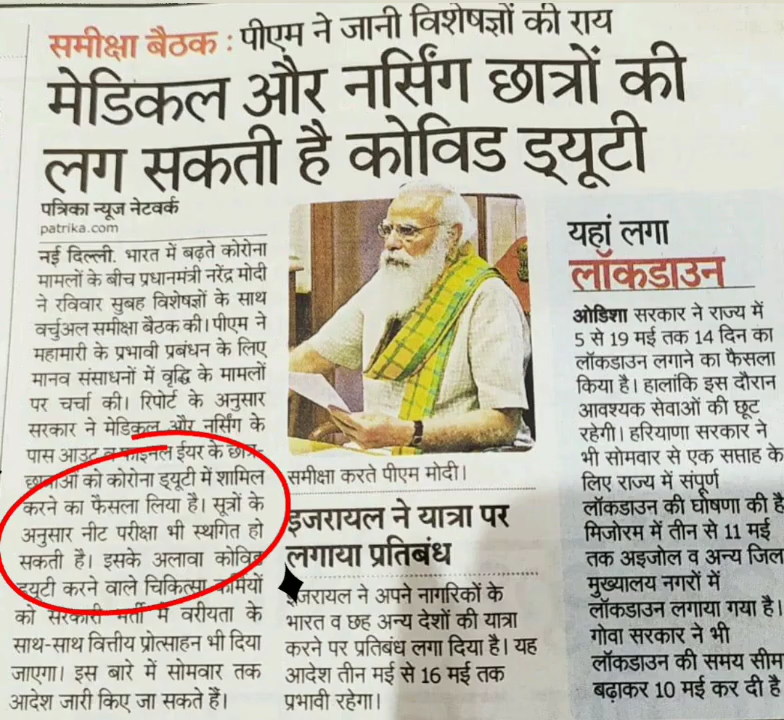 समीक्षा बैठक : पीएम ने जानी विशेषज्ञों की राय
मेडिकल और नर्सिंग छात्रों की
लग सकती है कोविड ड्यूटी
पत्रिका न्यूज नेटवर्क
patrika.com
नई दिल्ली. भारत में बढ़ते कोरोना
मामलों के बीच प्रधानमंत्री नरेंद्र मोदी
ने रविवार सुबह विशेषज्ञों के साथ
वर्चुअल समीक्षा बैठक की। पीएम ने
महामारी के प्रभावी प्रबंधन के लिए
मानव संसाधनों में वृद्धि के मामलों
पर चर्चा की। रिपोर्ट के अनुसार
सरकार ने मेडिकल और नर्सिंग के
पास आउट व फाइनल ईयर के छात्र-
छात्राओं को कोरोना ड्यूटी में शामिल
करने का फैसला लिया है। सूत्रों के
अनुसार नीट परीक्षा भी स्थगित हो
सकती है। इसके अलावा कोविड
ड्यूटी करने वाले चिकित्सा कर्मियों
को सरकारी भर्ती में वरीयता के
साथ-साथ वित्तीय प्रोत्साहन भी दिया
जाएगा। इस बारे में सोमवार तक
आदेश जारी किए जा सकते हैं।
समीक्षा करते पीएम मोदी।
इजरायल ने यात्रा पर
लगाया प्रतिबंध
इजरायल ने अपने नागरिकों के
भारत व छह अन्य देशों की यात्रा
करने पर प्रतिबंध लगा दिया है। यह
आदेश तीन मई से 16 मई तक
प्रभावी रहेगा।
यहां लगा
लॉकडाउन
ओडिशा सरकार ने राज्य में
5 से 19 मई तक 14 दिन का
लॉकडाउन लगाने का फैसला
किया है। हालांकि इस दौरान
आवश्यक सेवाओं की छूट
रहेगी। हरियाणा सरकार ने
भी सोमवार से एक सप्ताह के
लिए राज्य में संपूर्ण
लॉकडाउन की घोषणा की है
मिजोरम में तीन से 11 मई
तक अइजोल व अन्य जिल
मुख्यालय नगरों में
लॉकडाउन लगाया गया है।
गोवा सरकार ने भी
लॉकडाउन की समय सीम
बढ़ाकर 10 मई कर दी है